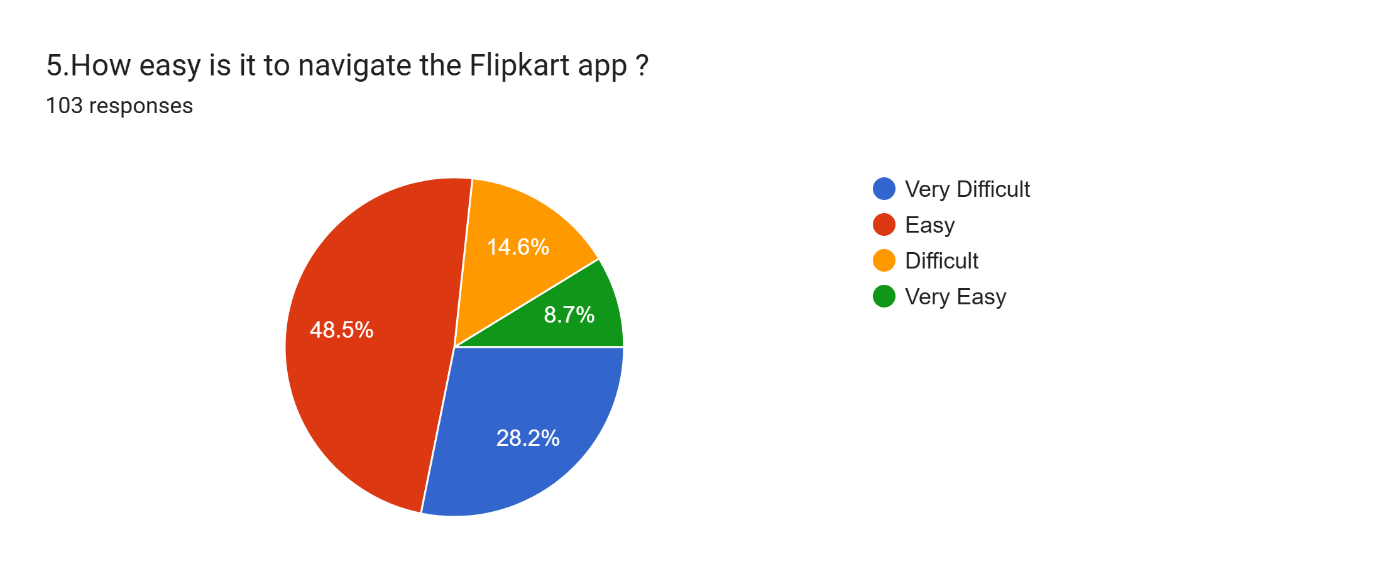 5.How easy is it to navigate the Flipkart app ?
103 responses
14.6%
8.7%
48.5%
28.2%
Very Difficult
Easy
Difficult
Very Easy